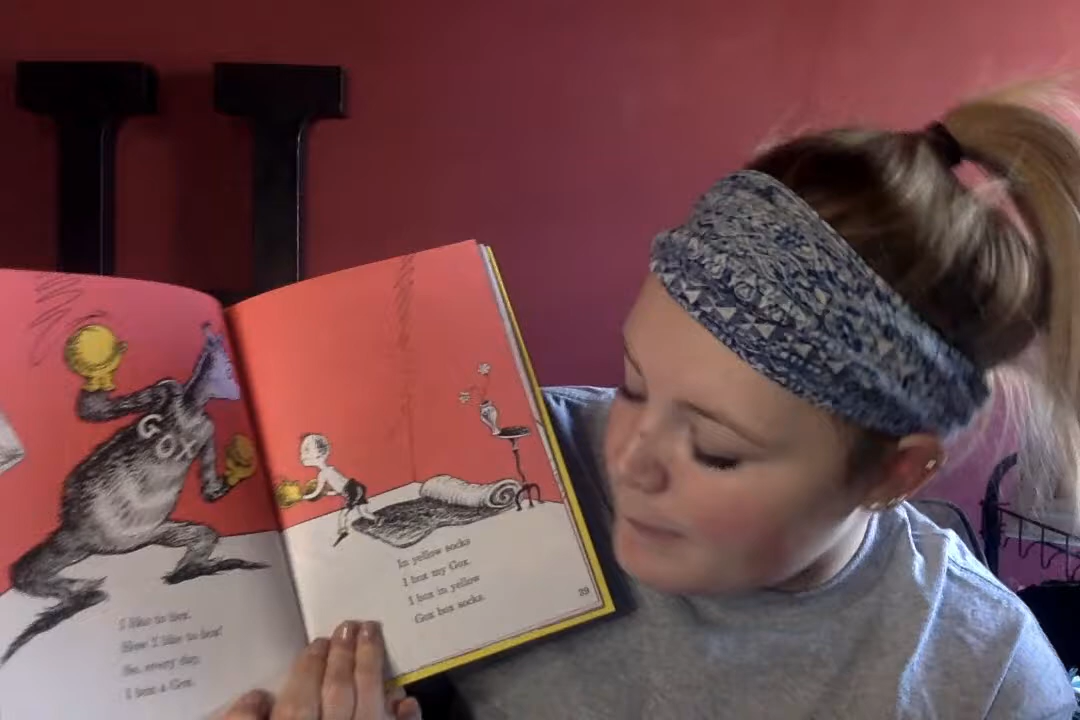 GOX
I like to box.
How I like to box!
So, every day,
I box a Gox.
In yellow socks
I box my Gox.
I box in yellow
Gox box socks.
29